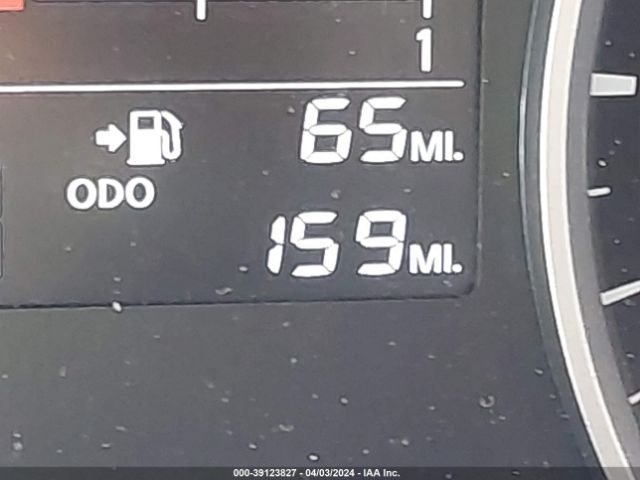 1
65 MI.
ODO
159 MI.
000-39123827 - 04/03/2024 - IAA Inc.